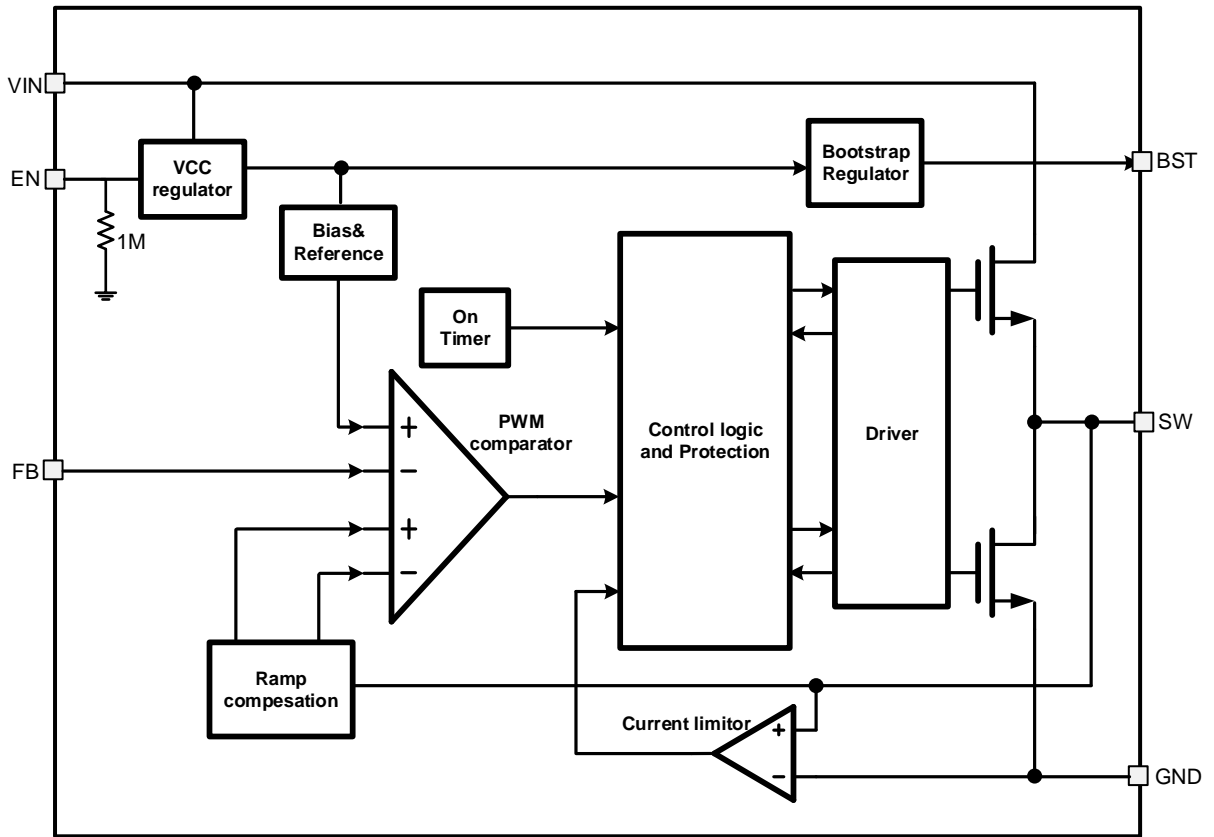 VIN
EN
VCC
regulator
1M
Bias&
Reference
Bootstrap
Regulator
BST
On
Timer
+
−
+
−
PWM
comparator
FB
Control logic
and Protection
Driver
SW
Ramp
compesation
Current limitor
+
−
GND